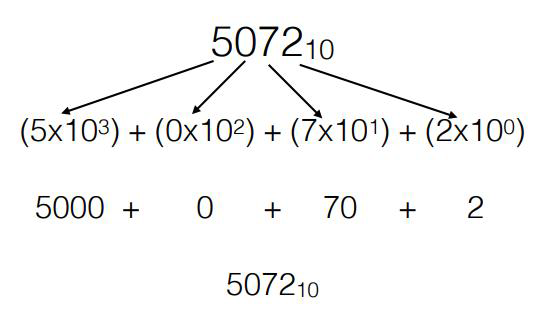 5072₁₀
(5x10³) + (0x10²) + (7x10¹) + (2x10⁰)
5000 + 0 + 70 + 2
5072₁₀